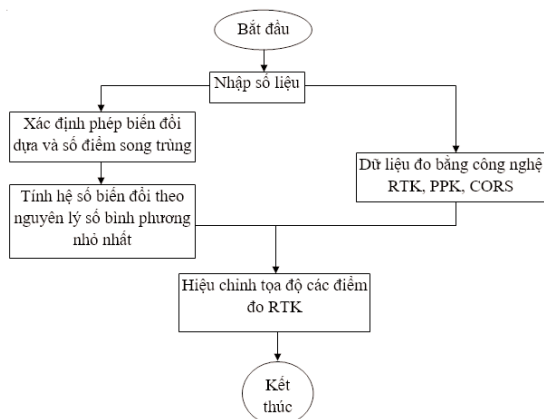 Bắt đầu
Nhập số liệu
Xác định phép biến đổi
dựa và số điểm song trùng
Dữ liệu đo bằng công nghệ
RTK, PPK, CORS
Tính hệ số biến đổi theo
nguyên lý số bình phương
nhỏ nhất
Hiệu chỉnh tọa độ các điểm
đo RTK
Kết
thúc